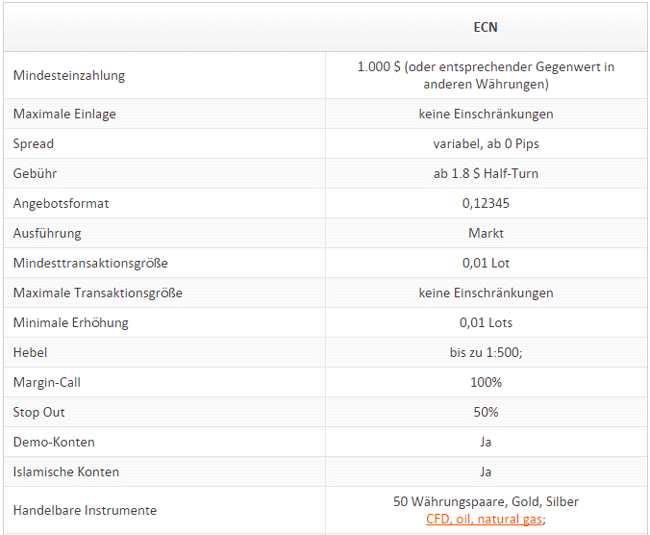 ECN
Mindesteinzahlung
1.000 $ (oder entsprechender Gegenwert in
anderen Währungen)
Maximale Einlage
keine Einschränkungen
Spread
variabel, ab 0 Pips
Gebühr
ab 1.8 $ Half-Turn
Angebotsformat
0,12345
Ausführung
Markt
Mindesttransaktionsgröße
0,01 Lot
Maximale Transaktionsgröße
keine Einschränkungen
Minimale Erhöhung
0,01 Lots
Hebel
bis zu 1:500;
Margin-Call
100%
Stop Out
50%
Demo-Konten
Ja
Islamische Konten
Ja
Handelbare Instrumente
50 Währungspaare, Gold, Silber
CFD, oil, natural gas;